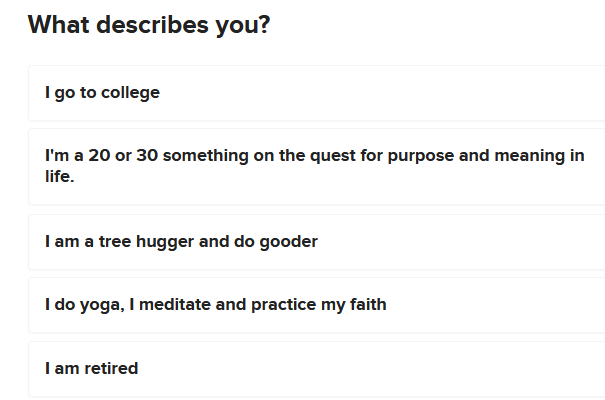 What describes you?
I go to college
I'm a 20 or 30 something on the quest for purpose and meaning in
life.
I am a tree hugger and do gooder
I do yoga, I meditate and practice my faith
I am retired